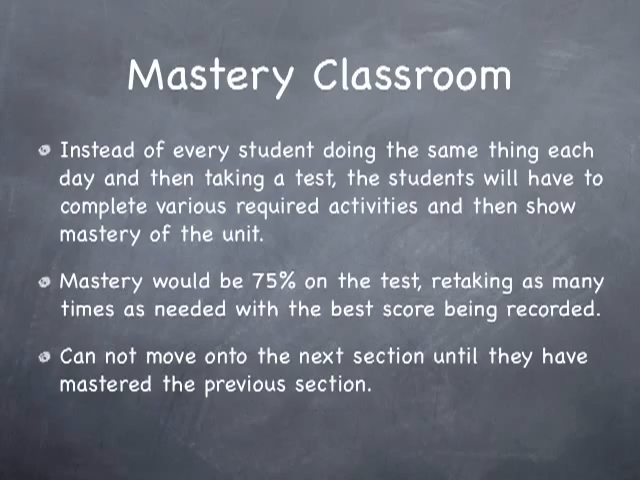 Mastery Classroom
Instead of every student doing the same thing each
day and then taking a test, the students will have to
complete various required activities and then show
mastery of the unit.
Mastery would be 75% on the test, retaking as many
times as needed with the best score being recorded.
Can not move onto the next section until they have
mastered the previous section.